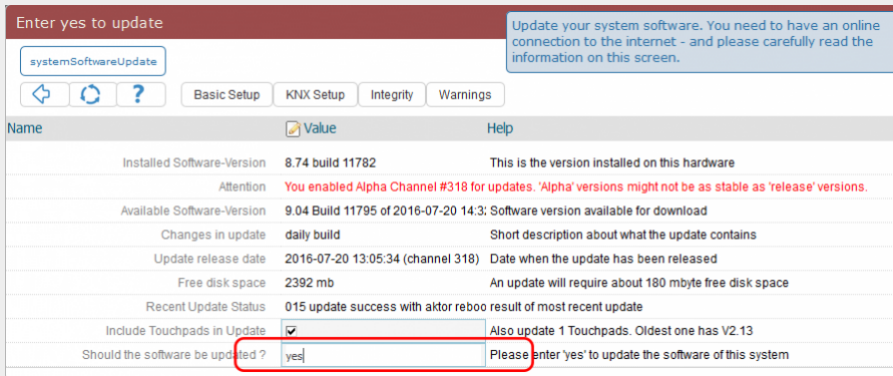 Enter yes to update
Update your system software. You need to have an online
connection to the internet - and please carefully read the
information on this screen.
systemSoftwareUpdate
? Basic Setup KNX Setup Integrity Warnings
Name Value Help
Installed Software-Version 8.74 build 11782 This is the version installed on this hardware
Attention You enabled Alpha Channel #318 for updates. 'Alpha' versions might not be as stable as 'release' versions.
Available Software-Version 9.04 Build 11795 of 2016-07-20 14:3 Software version available for download
Changes in update daily build Short description about what the update contains
Update release date 2016-07-20 13:05:34 (channel 318) Date when the update has been released
Free disk space 2392 mb An update will require about 180 mbyte free disk space
Recent Update Status 015 update success with aktor reboo result of most recent update
Include Touchpads in Update Also update 1 Touchpads. Oldest one has V2.13
Should the software be updated ? yes Please enter 'yes' to update the software of this system